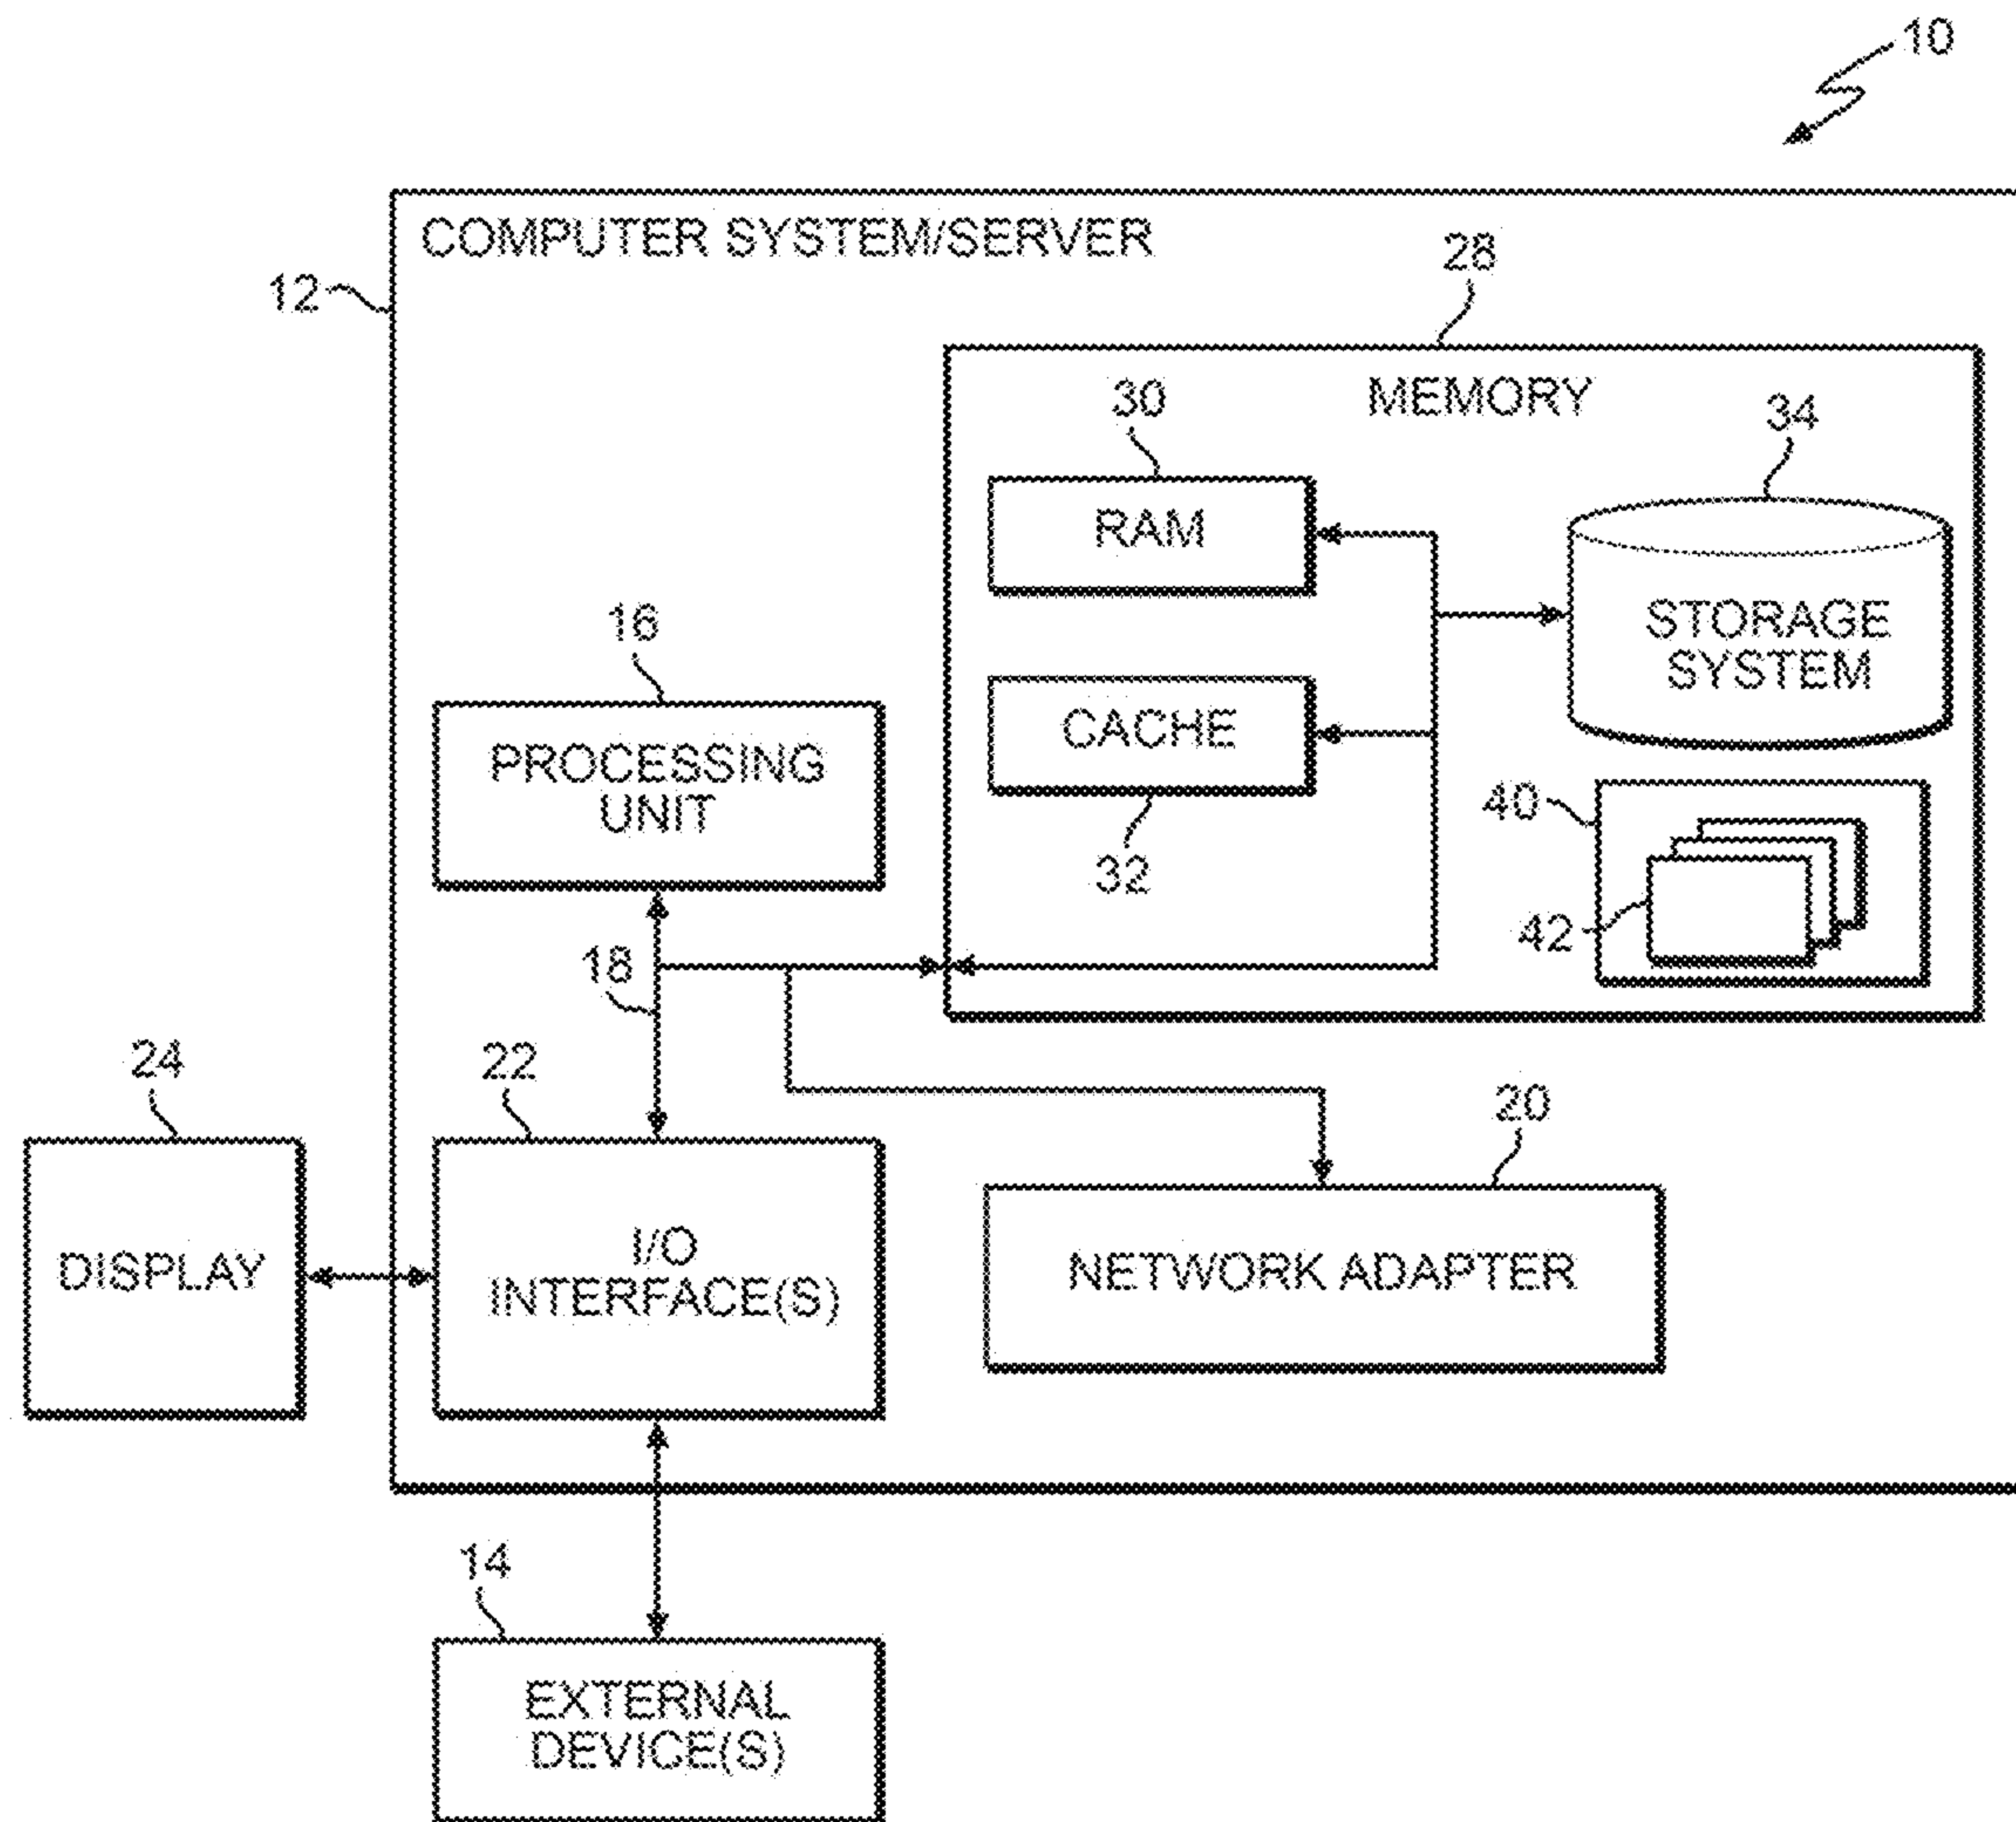 10
COMPUTER SYSTEM/SERVER
12
28
MEMORY
30
34
RAM
STORAGE
SYSTEM
16
CACHE
PROCESSING
UNIT
40
32
42
18
24
22
20
DISPLAY
I/O
INTERFACE(S)
NETWORK ADAPTER
14
EXTERNAL
DEVICE(S)